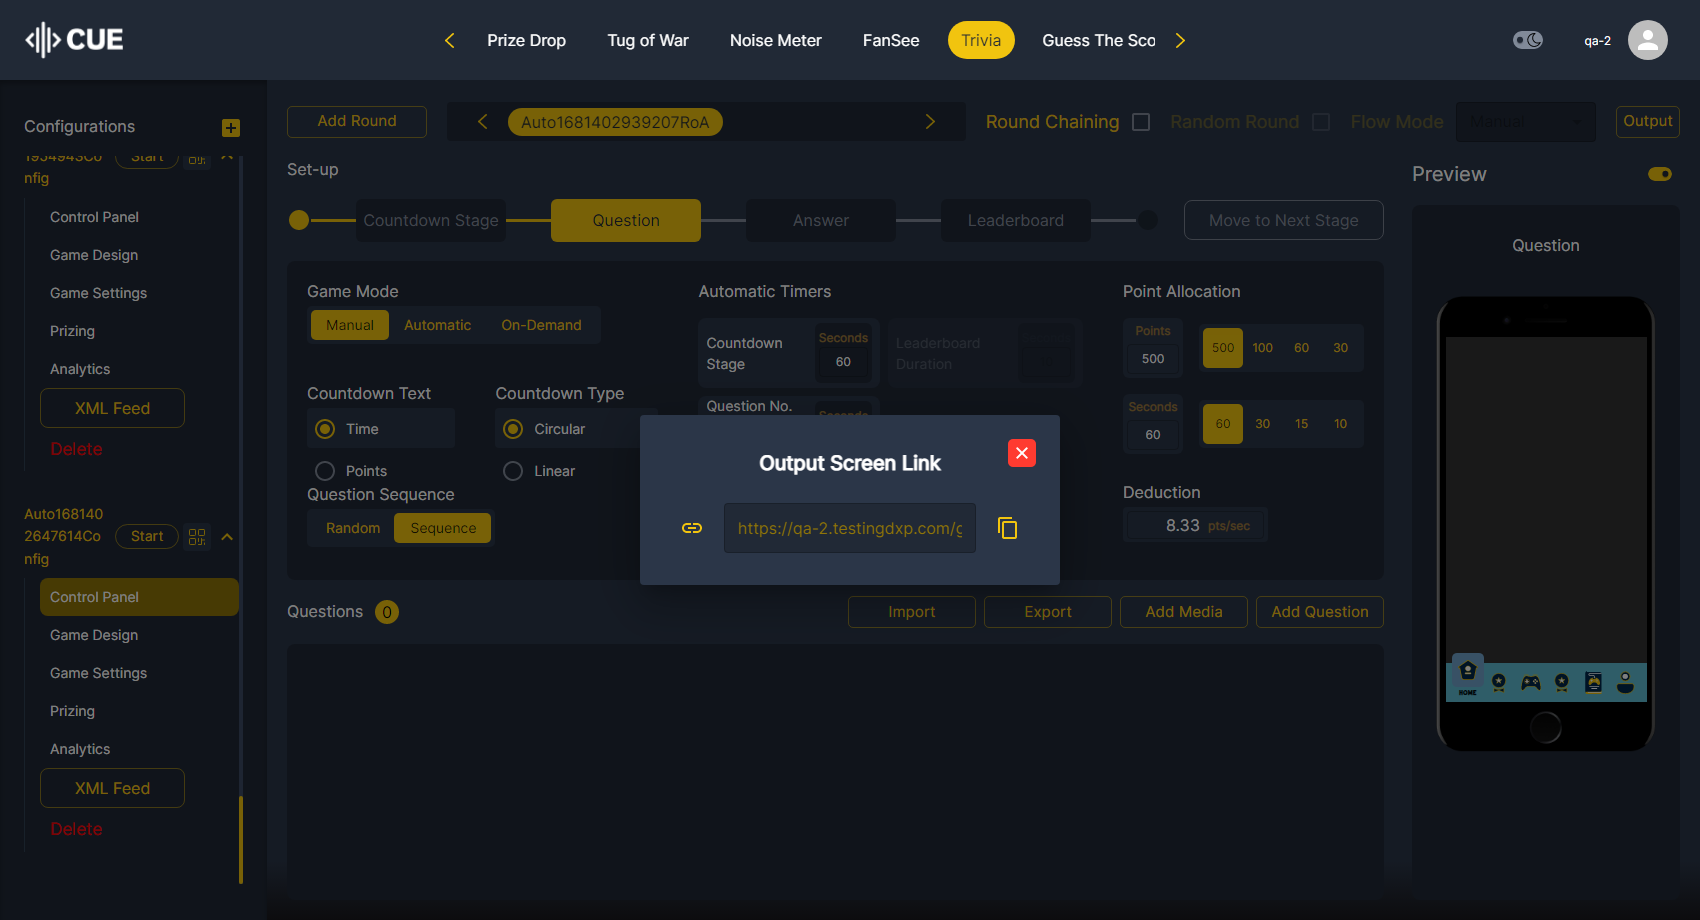 CUE
Prize Drop
Tug of War
Noise Meter
FanSee
Trivia
Guess The Sco
qa-2
Configurations
Add Round
Auto1681402939207RoA
Round Chaining
Random Round
Flow Mode
Manual
Output
Start
nfig
Control Panel
Game Design
Game Settings
Prizing
Analytics
XML Feed
Delete
Auto168140
2647614Co
nfig
Start
Control Panel
Game Design
Game Settings
Prizing
Analytics
XML Feed
Delete
Set-up
Countdown Stage
Question
Answer
Leaderboard
Move to Next Stage
Game Mode
Manual
Automatic
On-Demand
Countdown Text
Time
Points
Countdown Type
Circular
Linear
Question Sequence
Random
Sequence
Automatic Timers
Countdown
Stage
Seconds
60
Leaderboard
Duration
Question No.
Seconds
Point Allocation
Points
500
500
100
60
30
Seconds
60
60
30
15
10
Deduction
8.33
pts/sec
Output Screen Link
https://qa-2.testingdxp.com/g
Questions
0
Import
Export
Add Media
Add Question
Preview
Question
HOME